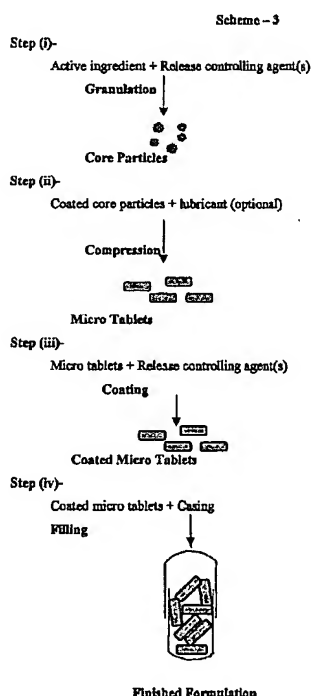 Scheme – 3
Step (i)-
Active ingredient + Release controlling agent(s)
Granulation
Core Particles
Step (ii)-
Coated core particles + lubricant (optional)
Compression
Micro Tablets
Step (iii)-
Micro tablets + Release controlling agent(s)
Coating
Coated Micro Tablets
Step (iv)-
Coated micro tablets + Casing
Filling
Finished Formulation